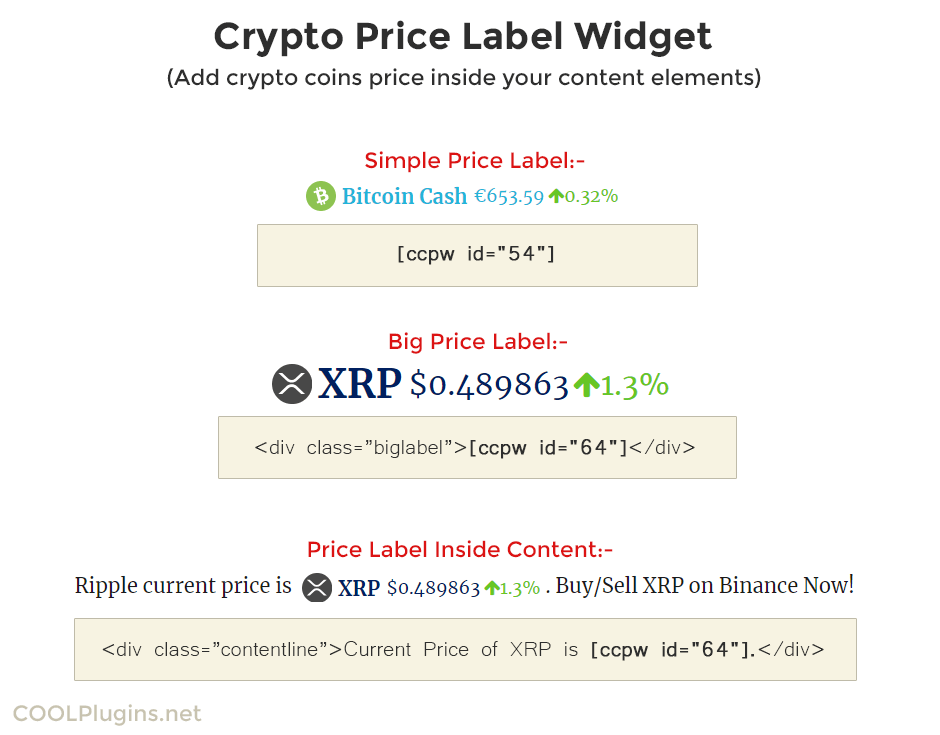 Crypto Price Label Widget
(Add crypto coins price inside your content elements)
Simple Price Label:-
Bitcoin Cash €653.59 0.32%
[ccpw id="54"]
Big Price Label:-
XRP $0.489863 1.3%
<div class=”biglabel”>[ccpw id="64"]</div>
Price Label Inside Content:-
Ripple current price is XRP $0.489863 1.3% . Buy/Sell XRP on Binance Now!
<div class=”contentline”>Current Price of XRP is [ccpw id="64"].</div>
COOLPlugins.net